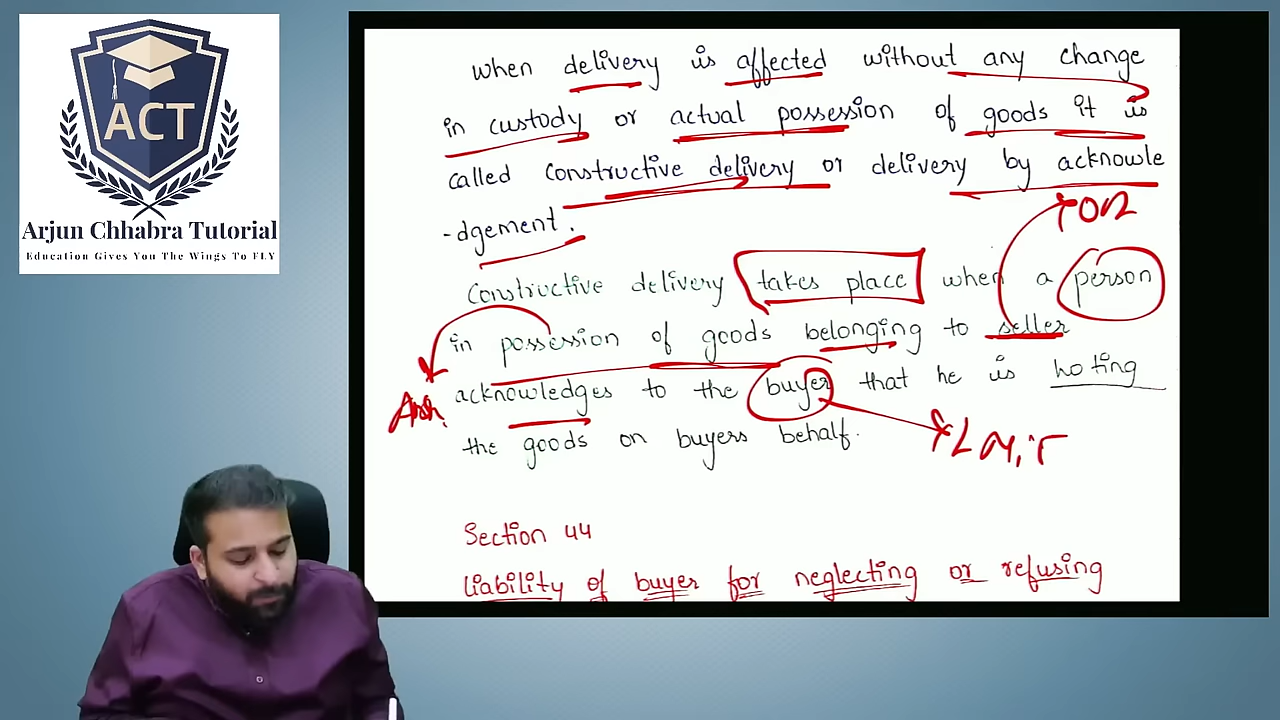 ACT
Arjun Chhabra Tutorial
Education Gives You The Wings To FLY
when delivery is affected without any change
in custody or actual possession of goods it is
called constructive delivery or delivery by acknowle
-dgement.
Constructive delivery takes place when a person
in possession of goods belonging to seller
acknowledges to the buyer that he is hoting
the goods on buyers behalf.
Section 44
liability of buyer for neglecting or refusing